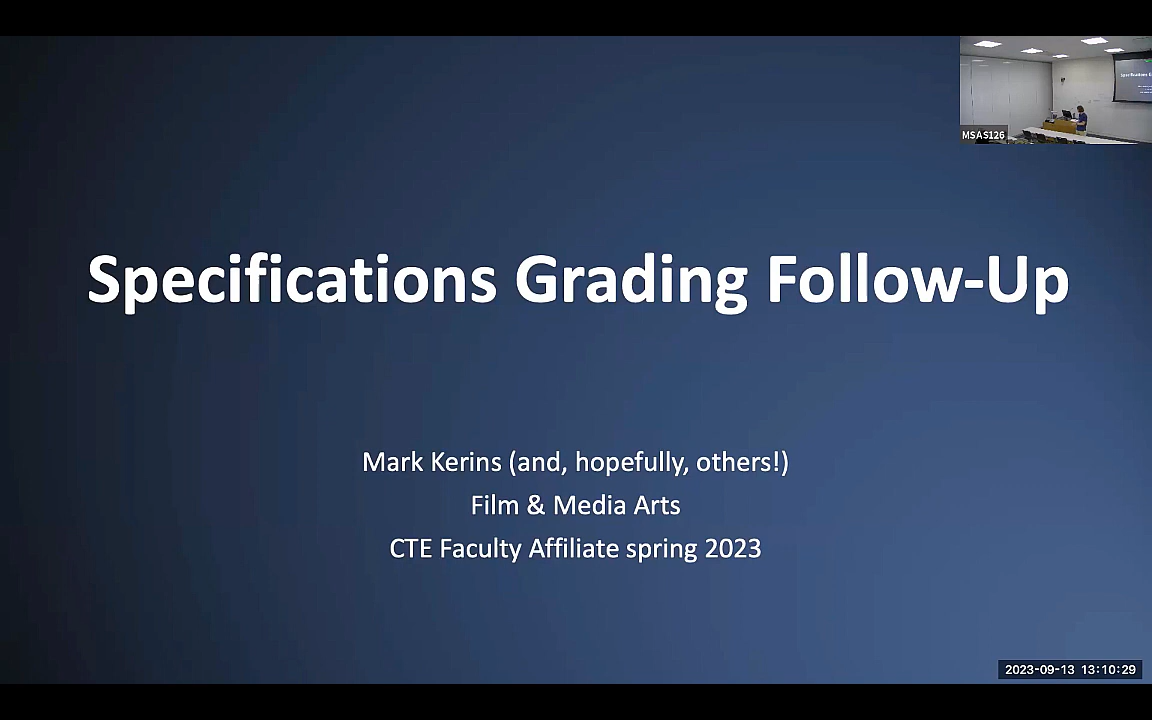 MSAS126
Specifications Grading Follow-Up
Mark Kerins (and, hopefully, others!)
Film & Media Arts
CTE Faculty Affiliate spring 2023
2023-09-13 13:10:29